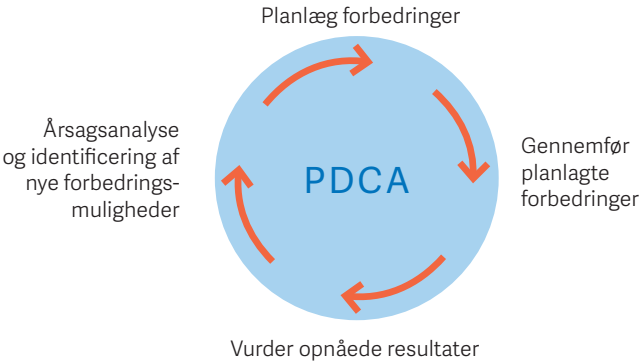 Planlæg forbedringer
Årsagsanalyse
og identificering af
nye forbedrings-
muligheder
PDCA
Gennemfør
planlagte
forbedringer
Vurder opnåede resultater